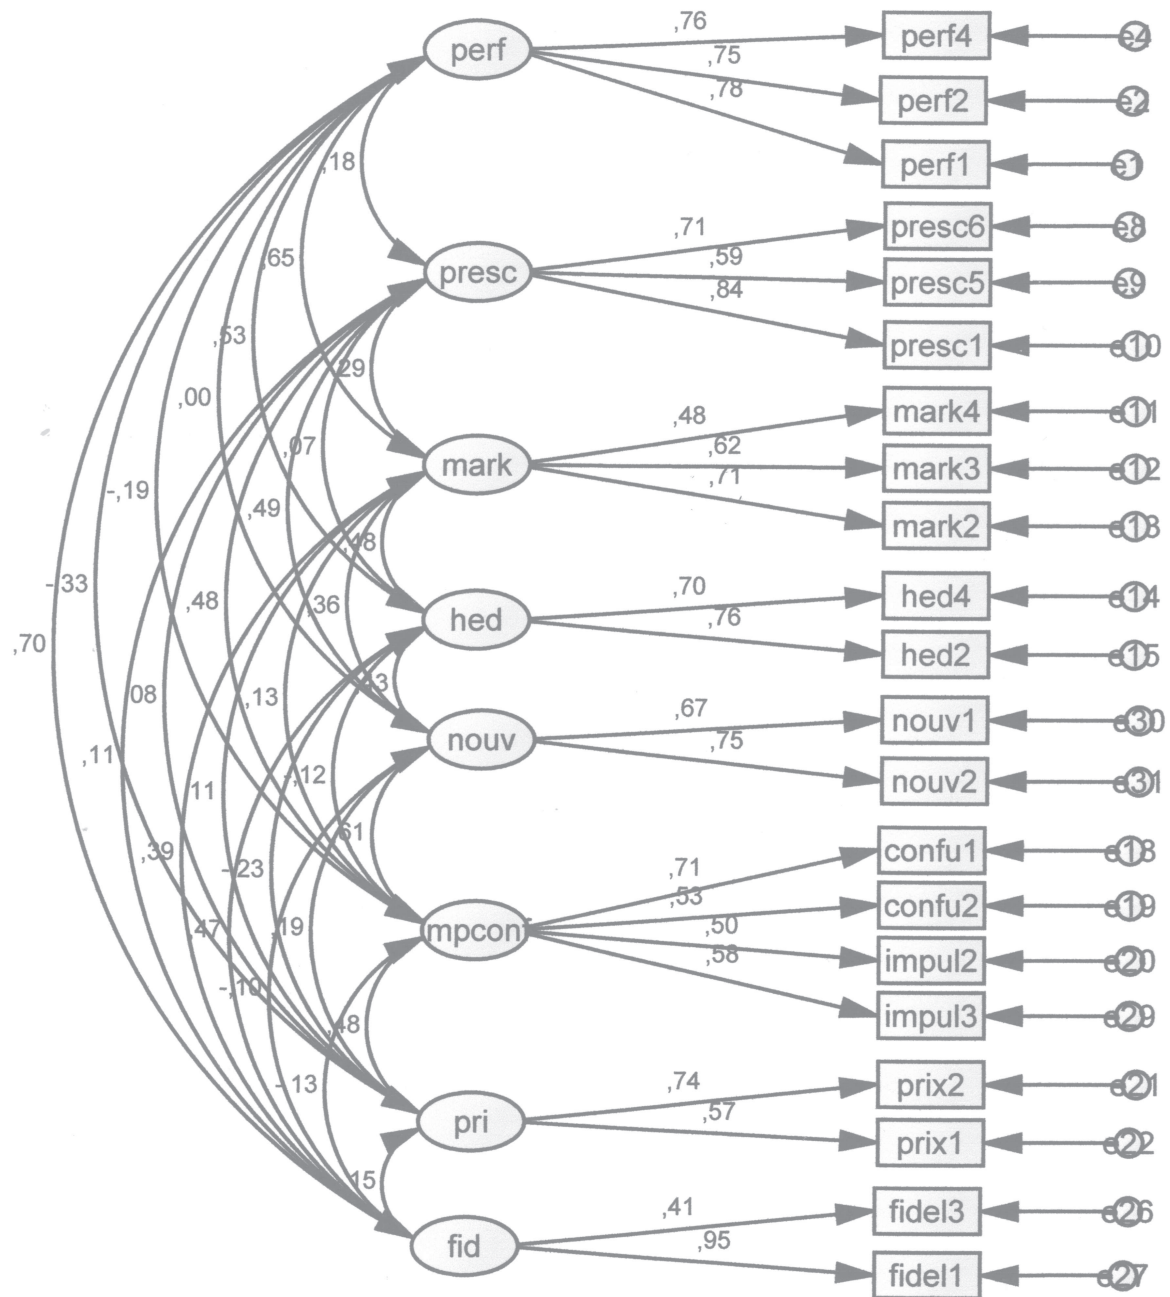 perf
,76
perf4
e4
,75
perf2
e2
,78
perf1
e1
,18
presc
,71
presc6
e8
,59
presc5
e9
,84
presc1
e10
,65
,53
,29
,00
mark
,48
mark4
e11
,62
mark3
e12
,71
mark2
e13
,07
-,19
,49
,48
hed
,70
hed4
e14
,76
hed2
e15
-,33
,48
,36
,70
nouv
,67
nouv1
e30
,75
nouv2
e31
08
,13
,11
11
-,12
,61
mpconf
,71
confu1
e18
,53
confu2
e19
,50
impul2
e20
,58
impul3
e29
,39
-,23
,47
,19
-,10
,48
-,13
pri
,74
prix2
e21
,57
prix1
e22
,15
fid
,41
fidel3
e26
,95
fidel1
e27